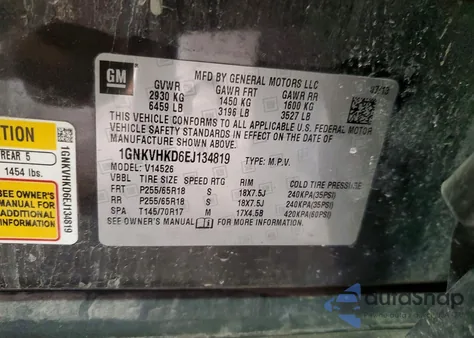 GM
MFD BY GENERAL MOTORS LLC
GVWR GAWR FRT GAWR RR
2930 KG 1450 KG 1600 KG
6459 LB 3196 LB 3527 LB
THIS VEHICLE CONFORMS TO ALL APPLICABLE U.S. FEDERAL
MOTOR VEHICLE SAFETY STANDARDS IN EFFECT ON THE DATE OF
MANUFACTURE SHOWN ABOVE.
1GNKVHKD6EJ134819 TYPE: M.P.V.
VBBL V14526
TIRE SIZE SPEED RTG RIM COLD TIRE PRESSURE
FRT P255/65R18 S 18X7.5J 240KPA(35PSI)
RR P255/65R18 S 18X7.5J 240KPA(35PSI)
SPA T145/70R17 M 17X4.5B 420KPA(60PSI)
SEE OWNER'S MANUAL FOR MORE INFORMATION.
CAUTION
REAR 5
1454 lbs.
SEE OWNER'S
MANUAL FOR
ADDITIONAL
INFORMATION
1GNKVHKD6EJ134819
autosnap